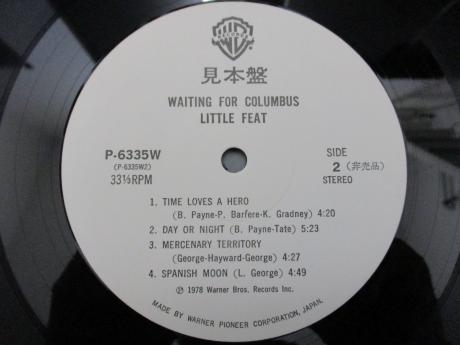 見本盤
WAITING FOR COLUMBUS
LITTLE FEAT
P-6335W
(P-6335W2)
33⅓RPM
SIDE
2 (非売品)
STEREO
1. TIME LOVES A HERO
(B. Payne-P. Barfere-K. Gradney) 4:20
2. DAY OR NIGHT (B. Payne-Tate) 5:23
3. MERCENARY TERRITORY
(George-Hayward-George) 4:27
4. SPANISH MOON (L. George) 4:49
Ⓟ 1978 Warner Bros. Records Inc.
MADE BY WARNER PIONEER CORPORATION, JAPAN.